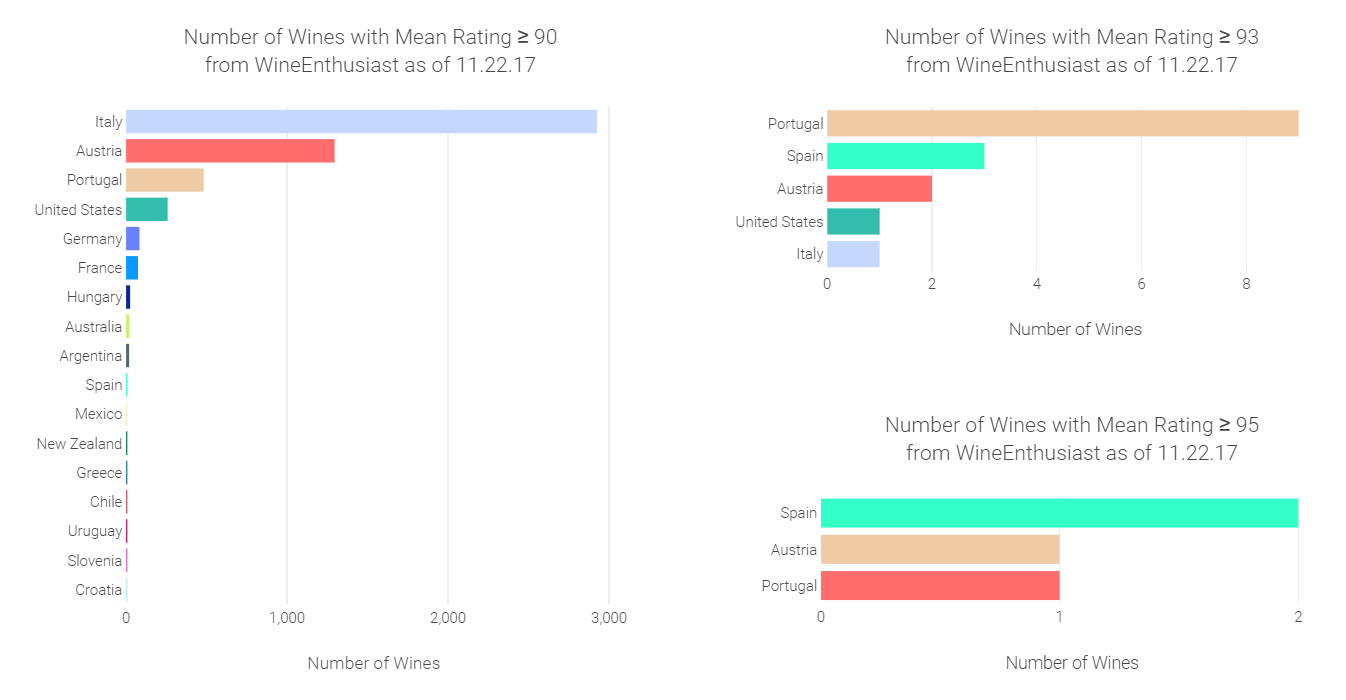 Number of Wines with Mean Rating ≥ 90
from WineEnthusiast as of 11.22.17
Italy
Austria
Portugal
United States
Germany
France
Hungary
Australia
Argentina
Spain
Mexico
New Zealand
Greece
Chile
Uruguay
Slovenia
Croatia
0 1,000 2,000 3,000
Number of Wines
Number of Wines with Mean Rating ≥ 93
from WineEnthusiast as of 11.22.17
Portugal
Spain
Austria
United States
Italy
0 2 4 6 8
Number of Wines
Number of Wines with Mean Rating ≥ 95
from WineEnthusiast as of 11.22.17
Spain
Austria
Portugal
0 1 2
Number of Wines